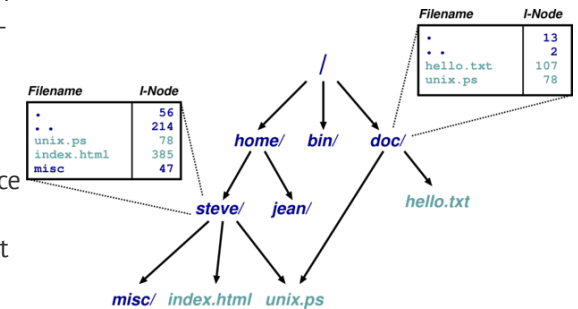 Filename I-Node
. 13
. . 2
hello.txt 107
unix.ps 78
/
Filename I-Node
. 56
. . 214
unix.ps 78
index.html 385
misc 47
home/ bin/ doc/
ce
steve/ jean/
hello.txt
t
misc/ index.html unix.ps